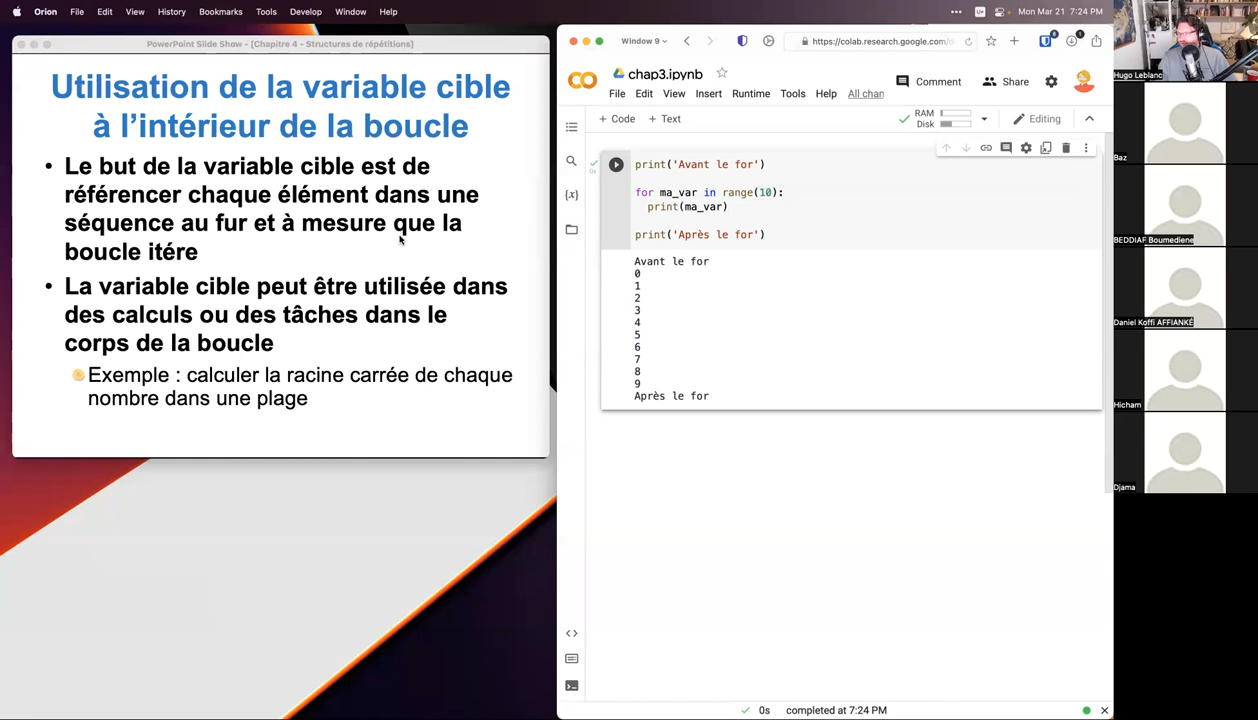 Orion File Edit View History Bookmarks Tools Develop Window Help
Mon Mar 21 7:24 PM
PowerPoint Slide Show - [Chapitre 4 - Structures de répétitions]
Utilisation de la variable cible
à l’intérieur de la boucle
• Le but de la variable cible est de
référencer chaque élément dans une
séquence au fur et à mesure que la
boucle itére
• La variable cible peut être utilisée dans
des calculs ou des tâches dans le
corps de la boucle
Exemple : calculer la racine carrée de chaque
nombre dans une plage
Window 9
https://colab.research.google.com/d
chap3.ipynb
Comment
Share
File Edit View Insert Runtime Tools Help All chan
+ Code + Text
RAM
Disk
Editing
{x}
0s
print('Avant le for')
for ma_var in range(10):
print(ma_var)
print('Après le for')
Avant le for
0
1
2
3
4
5
6
7
8
9
Après le for
0s completed at 7:24 PM
Hugo Leblanc
Baz
BEDDIAF Boumediene
Daniel Koffi AFFIANKÉ
Hicham
Djama